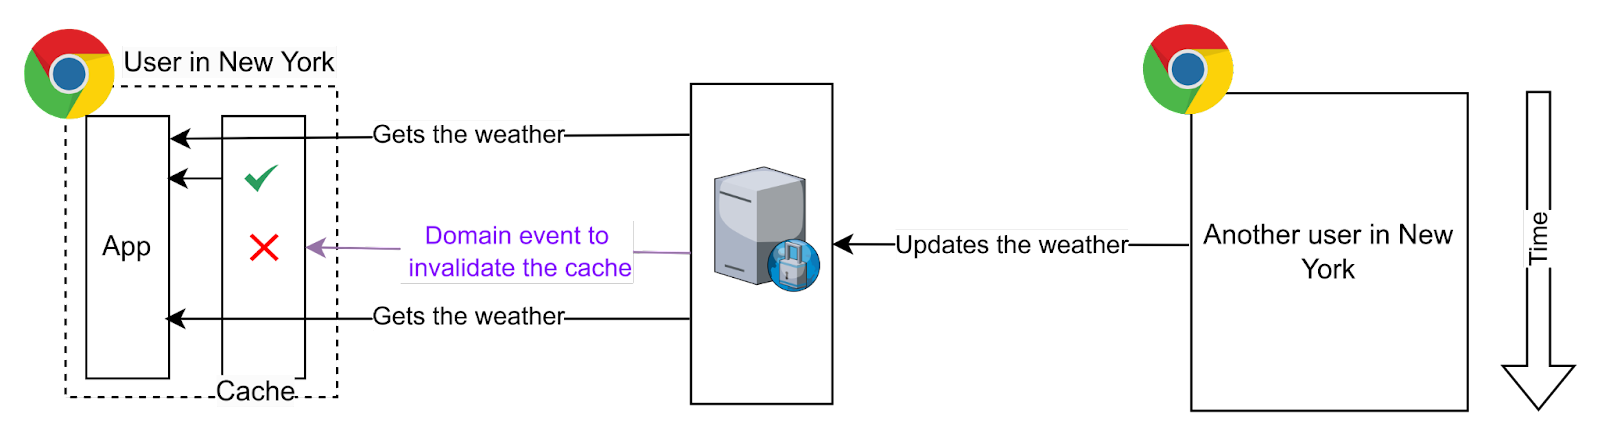 User in New York
Gets the weather
App
Domain event to
invalidate the cache
Gets the weather
Cache
Updates the weather
Another user in New
York
Time